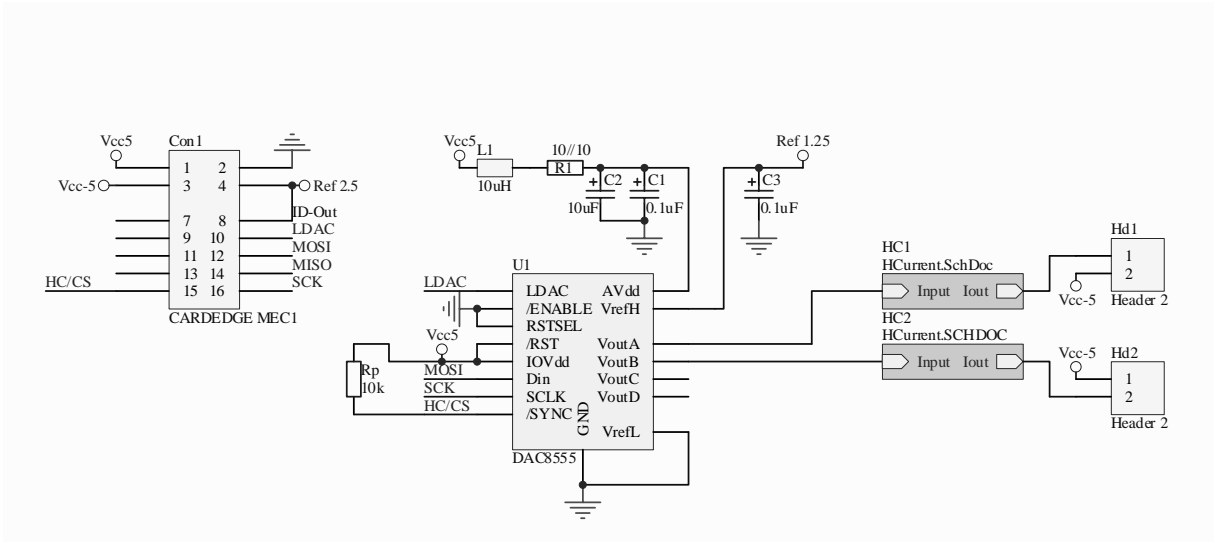 Vcc5
Con1
1 2
Vcc-5 3 4 Ref 2.5
ID-Out
7 8
LDAC
9 10
MOSI
11 12
MISO
13 14
HC/CS SCK
15 16
CARDEDGE MEC1
Vcc5 L1 10//10 Ref 1.25
R1
10uH
+ C2 + C1 + C3
10uF 0.1uF 0.1uF
U1
LDAC LDAC AVdd
/ENABLE VrefH
RSTSEL
Vcc5
/RST VoutA
IOVdd VoutB
Rp MOSI Din VoutC
10k SCK SCLK VoutD
HC/CS /SYNC
GND
VrefL
DAC8555
HC1
HCurrent.SchDoc
Input Iout
HC2
HCurrent.SCHDOC
Input Iout
Hd1
1
2
Vcc-5
Header 2
Vcc-5 Hd2
1
2
Header 2